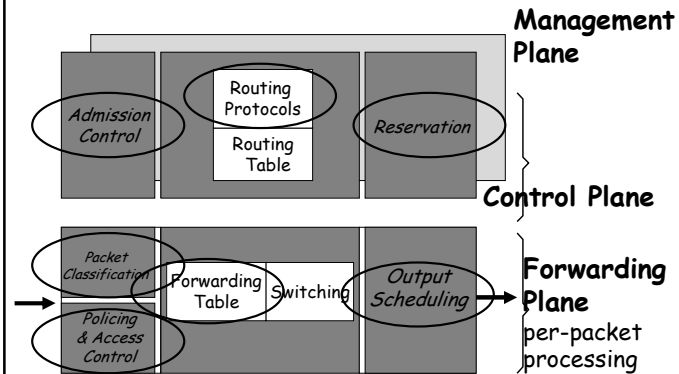 Management
Plane
Routing
Protocols
Admission
Control
Reservation
Routing
Table
Control Plane
Packet
Classification
Forwarding
Table
Switching
Output
Scheduling
Forwarding
Plane
Policing
& Access
Control
per-packet
processing